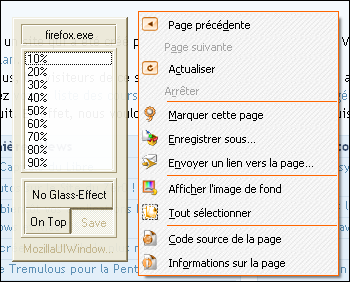 firefox.exe
10%
20%
30%
40%
50%
60%
70%
80%
90%
No Glass-Effect
On Top
Save
MozillaUIWindow...
Page précédente
Page suivante
Actualiser
Arrêter
Marquer cette page
Enregistrer sous...
Envoyer un lien vers la page...
Afficher l'image de fond
Tout sélectionner
Code source de la page
Informations sur la page
Tremulous pour la Pent